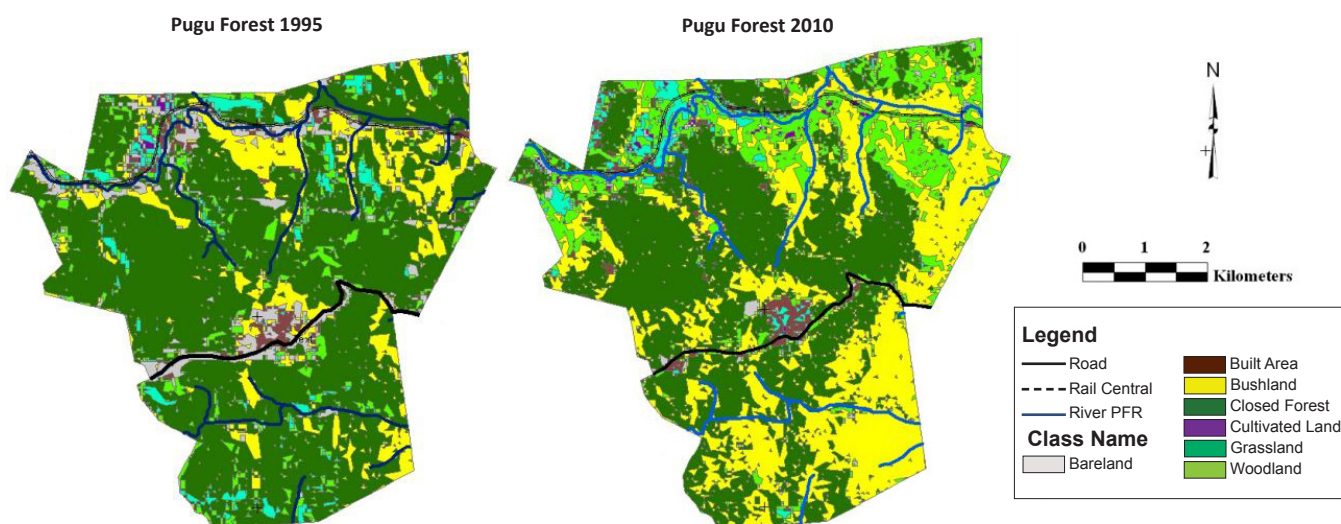 Pugu Forest 1995
Pugu Forest 2010
N
0 1 2
Kilometers
Legend
Road
Rail Central
River PFR
Class Name
Bareland
Built Area
Bushland
Closed Forest
Cultivated Land
Grassland
Woodland